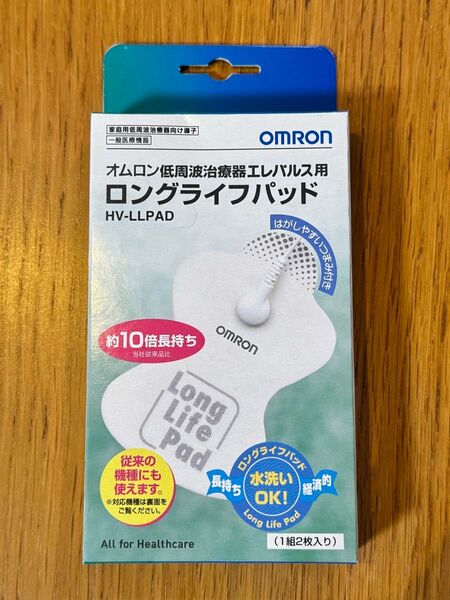 家庭用低周波治療器向け導子
一般医療機器
OMRON
オムロン低周波治療器エレパルス用
ロングライフパッド
HV-LLPAD
はがしやすいつまみ付き
OMRON
約10倍長持ち
当社従来品比
Long
Life
Pad
従来の
機種にも
使えます。
※対応機種は裏面を
ご覧ください。
ロングライフパッド
長持ち
水洗い
OK!
経済的
Long Life Pad
All for Healthcare
(1組2枚入り)